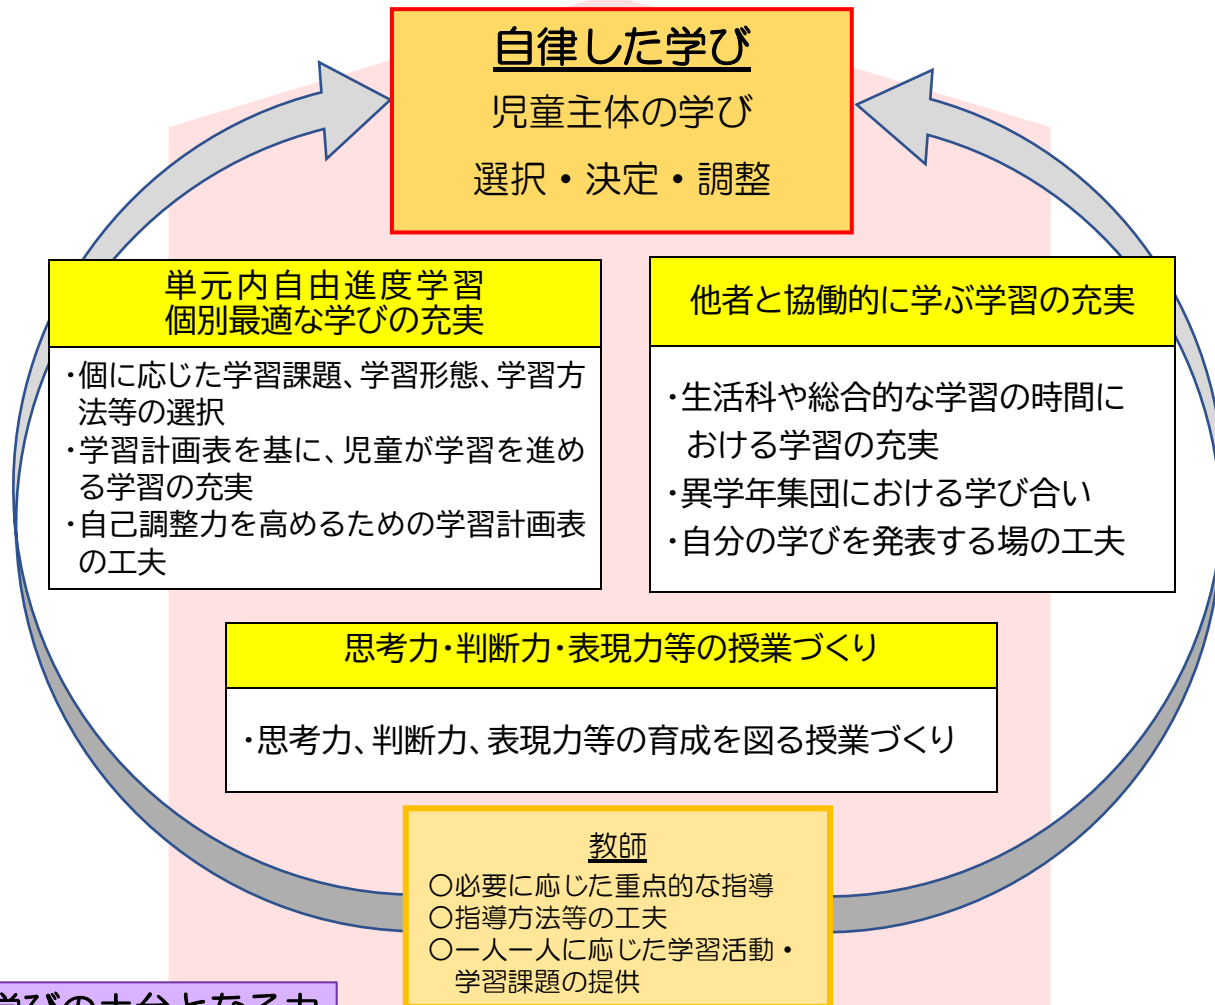 自律した学び
児童主体の学び
選択・決定・調整
単元内自由進度学習
個別最適な学びの充実
・個に応じた学習課題、学習形態、学習方
法等の選択
・学習計画表を基に、児童が学習を進め
る学習の充実
・自己調整力を高めるための学習計画表
の工夫
他者と協働的に学ぶ学習の充実
・生活科や総合的な学習の時間に
おける学習の充実
・異学年集団における学び合い
・自分の学びを発表する場の工夫
思考力・判断力・表現力等の授業づくり
・思考力、判断力、表現力等の育成を図る授業づくり
教師
〇必要に応じた重点的な指導
〇指導方法等の工夫
〇一人一人に応じた学習活動・
学習課題の提供
学びの土台となる力